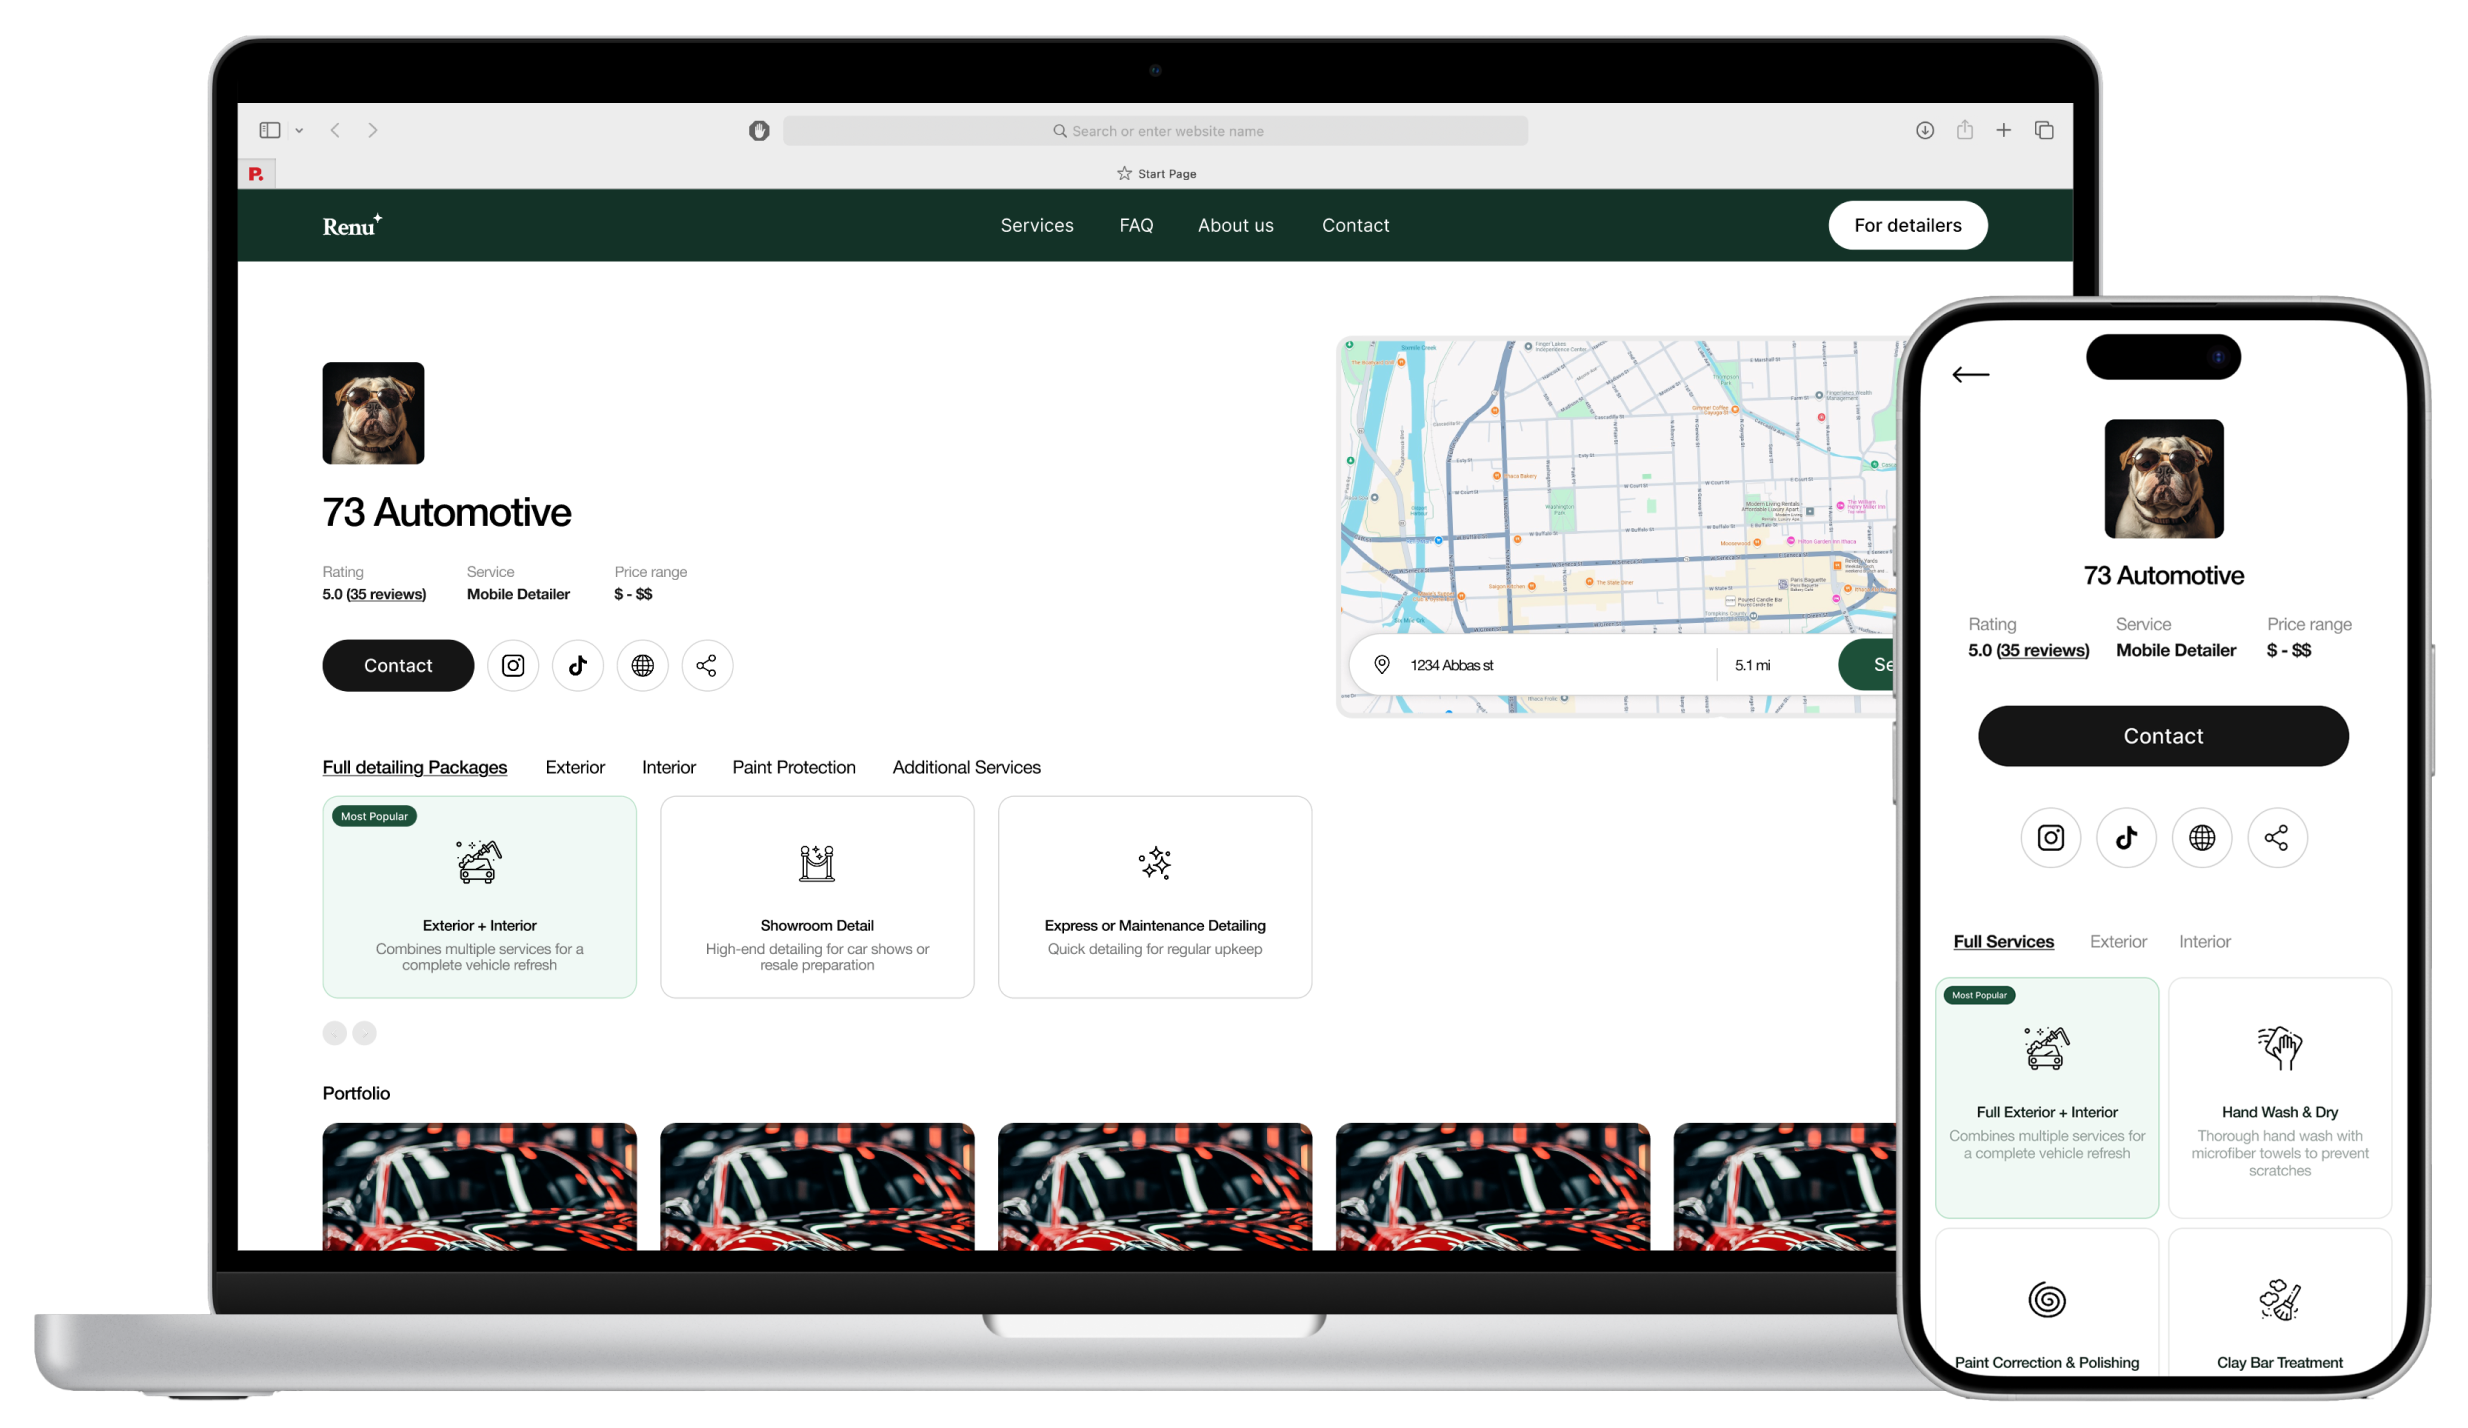 Search or enter website name
P.
Start Page
Renu
Services
FAQ
About us
Contact
For detailers
73 Automotive
Rating
Service
Price range
5.0 (35 reviews)
Mobile Detailer
$ - $$
Contact
1234 Abbas st
5.1 mi
Se
Full detailing Packages
Exterior
Interior
Paint Protection
Additional Services
Most Popular
Exterior + Interior
Combines multiple services for a
complete vehicle refresh
Showroom Detail
High-end detailing for car shows or
resale preparation
Express or Maintenance Detailing
Quick detailing for regular upkeep
Portfolio
73 Automotive
Rating
Service
Price range
5.0 (35 reviews)
Mobile Detailer
$ - $$
Contact
Full Services
Exterior
Interior
Most Popular
Full Exterior + Interior
Combines multiple services for
a complete vehicle refresh
Hand Wash & Dry
Thorough hand wash with
microfiber towels to prevent
scratches
Paint Correction & Polishing
Clay Bar Treatment